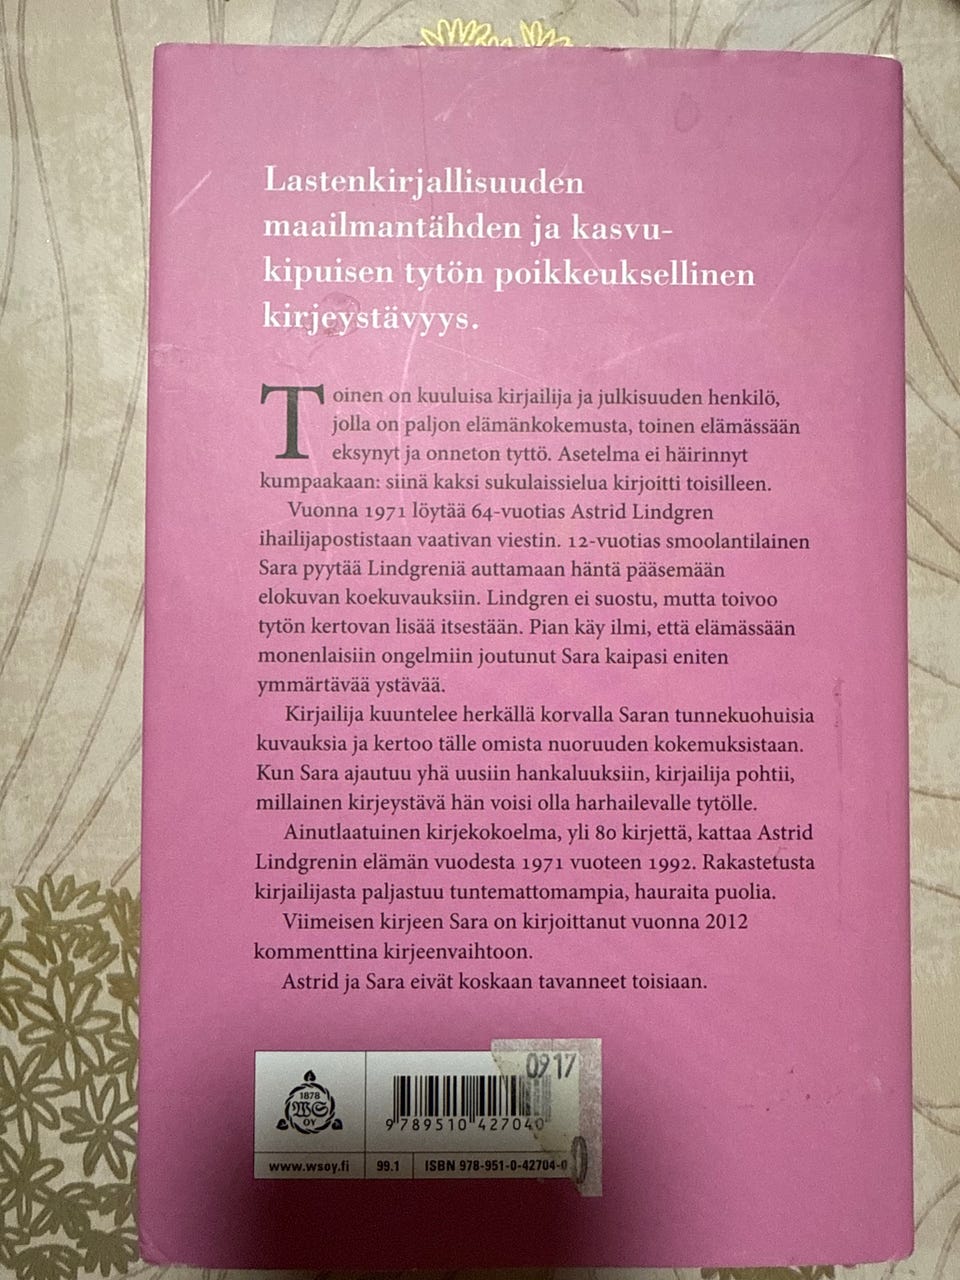 Lastenkirjallisuuden
maailmantähden ja kasvu-
kipuisen tytön poikkeuksellinen
kirjeystävyys.
Toinen on kuuluisa kirjailija ja julkisuuden henkilö,
jolla on paljon elämänkokemusta, toinen elämässään
eksynyt ja onneton tyttö. Asetelma ei häirinnyt
kumpaakaan: siinä kaksi sukulaissielua kirjoitti toisilleen.
Vuonna 1971 löytää 64-vuotias Astrid Lindgren
ihailijapostistaan vaativan viestin. 12-vuotias smoolantilainen
Sara pyytää Lindgreniä auttamaan häntä pääsemään
elokuvan koekuvauksiin. Lindgren ei suostu, mutta toivoo
tytön kertovan lisää itsestään. Pian käy ilmi, että elämässään
monenlaisiin ongelmiin joutunut Sara kaipasi eniten
ymmärtävää ystävää.
Kirjailija kuuntelee herkällä korvalla Saran tunnekuohuisia
kuvauksia ja kertoo tälle omista nuoruuden kokemuksistaan.
Kun Sara ajautuu yhä uusiin hankaluuksiin, kirjailija pohtii,
millainen kirjeystävä hän voisi olla harhailevalle tytölle.
Ainutlaatuinen kirjekokoelma, yli 80 kirjettä, kattaa Astrid
Lindgrenin elämän vuodesta 1971 vuoteen 1992. Rakastetusta
kirjailijasta paljastuu tuntemattomampia, hauraita puolia.
Viimeisen kirjeen Sara on kirjoittanut vuonna 2012
kommenttina kirjeenvaihtoon.
Astrid ja Sara eivät koskaan tavanneet toisiaan.
0917
1878
WS
OY
9 789510 427040
0
www.wsoy.fi 99.1 ISBN 978-951-0-42704-0